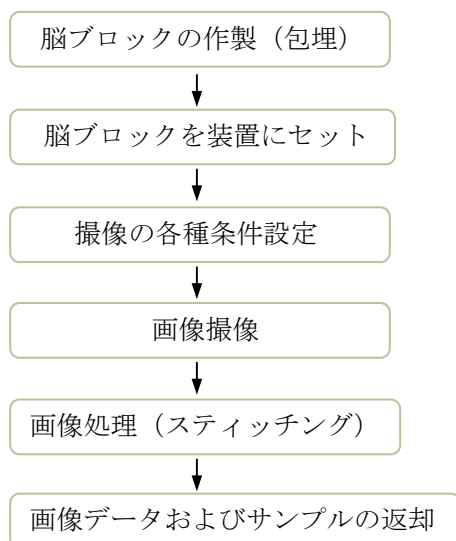 脳ブロックの作製（包埋）
脳ブロックを装置にセット
撮像の各種条件設定
画像撮像
画像処理（スティッチング）
画像データおよびサンプルの返却